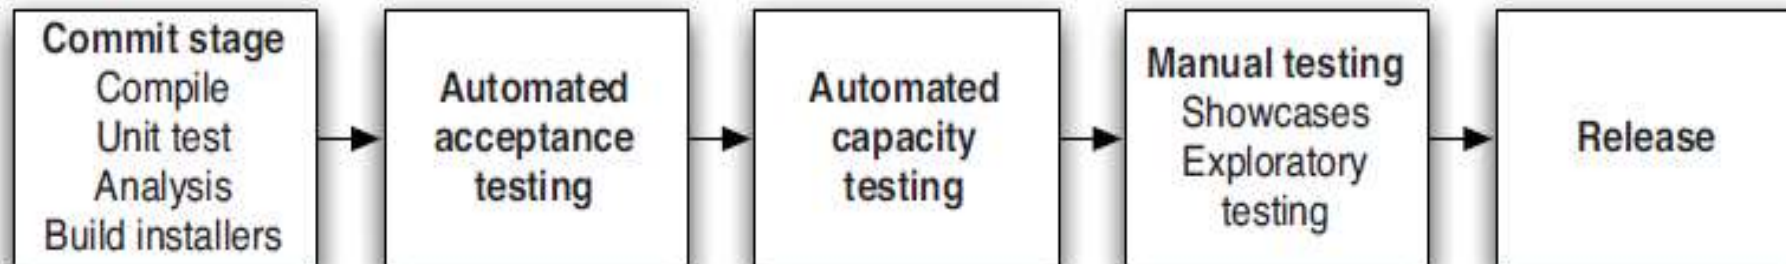 Commit stage
Compile
Unit test
Analysis
Build installers
Automated
acceptance
testing
Automated
capacity
testing
Manual testing
Showcases
Exploratory
testing
Release